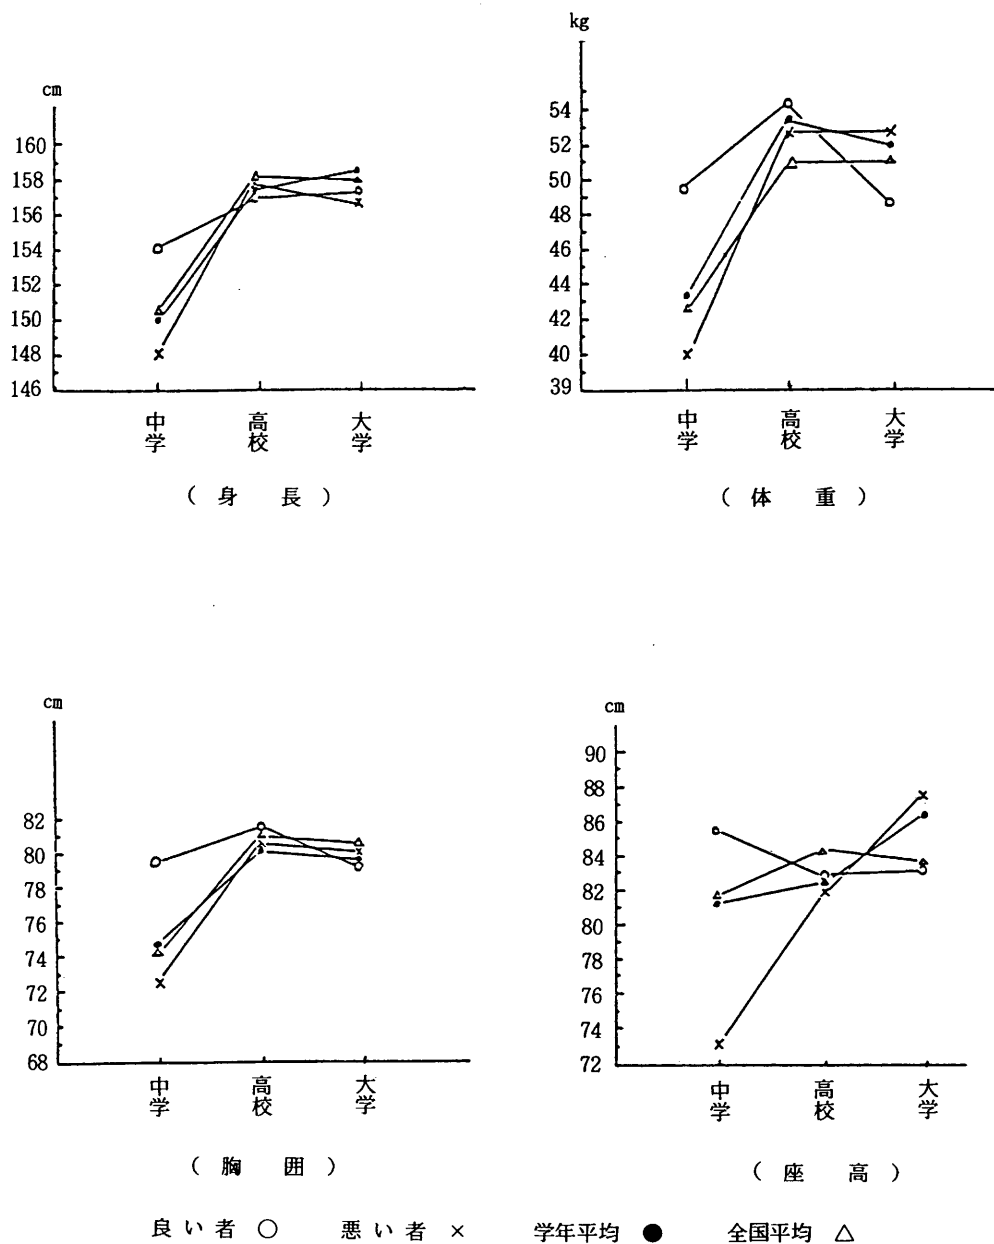 cm
160
158
156
154
152
150
148
146
中学
高校
大学
（ 身 長 ）
kg
54
52
50
48
46
44
42
40
39
中学
高校
大学
（ 体 重 ）
cm
82
80
78
76
74
72
70
68
中学
高校
大学
（ 胸 囲 ）
cm
90
88
86
84
82
80
78
76
74
72
中学
高校
大学
（ 座 高 ）
良い者 ○ 悪い者 × 学年平均 ● 全国平均 △